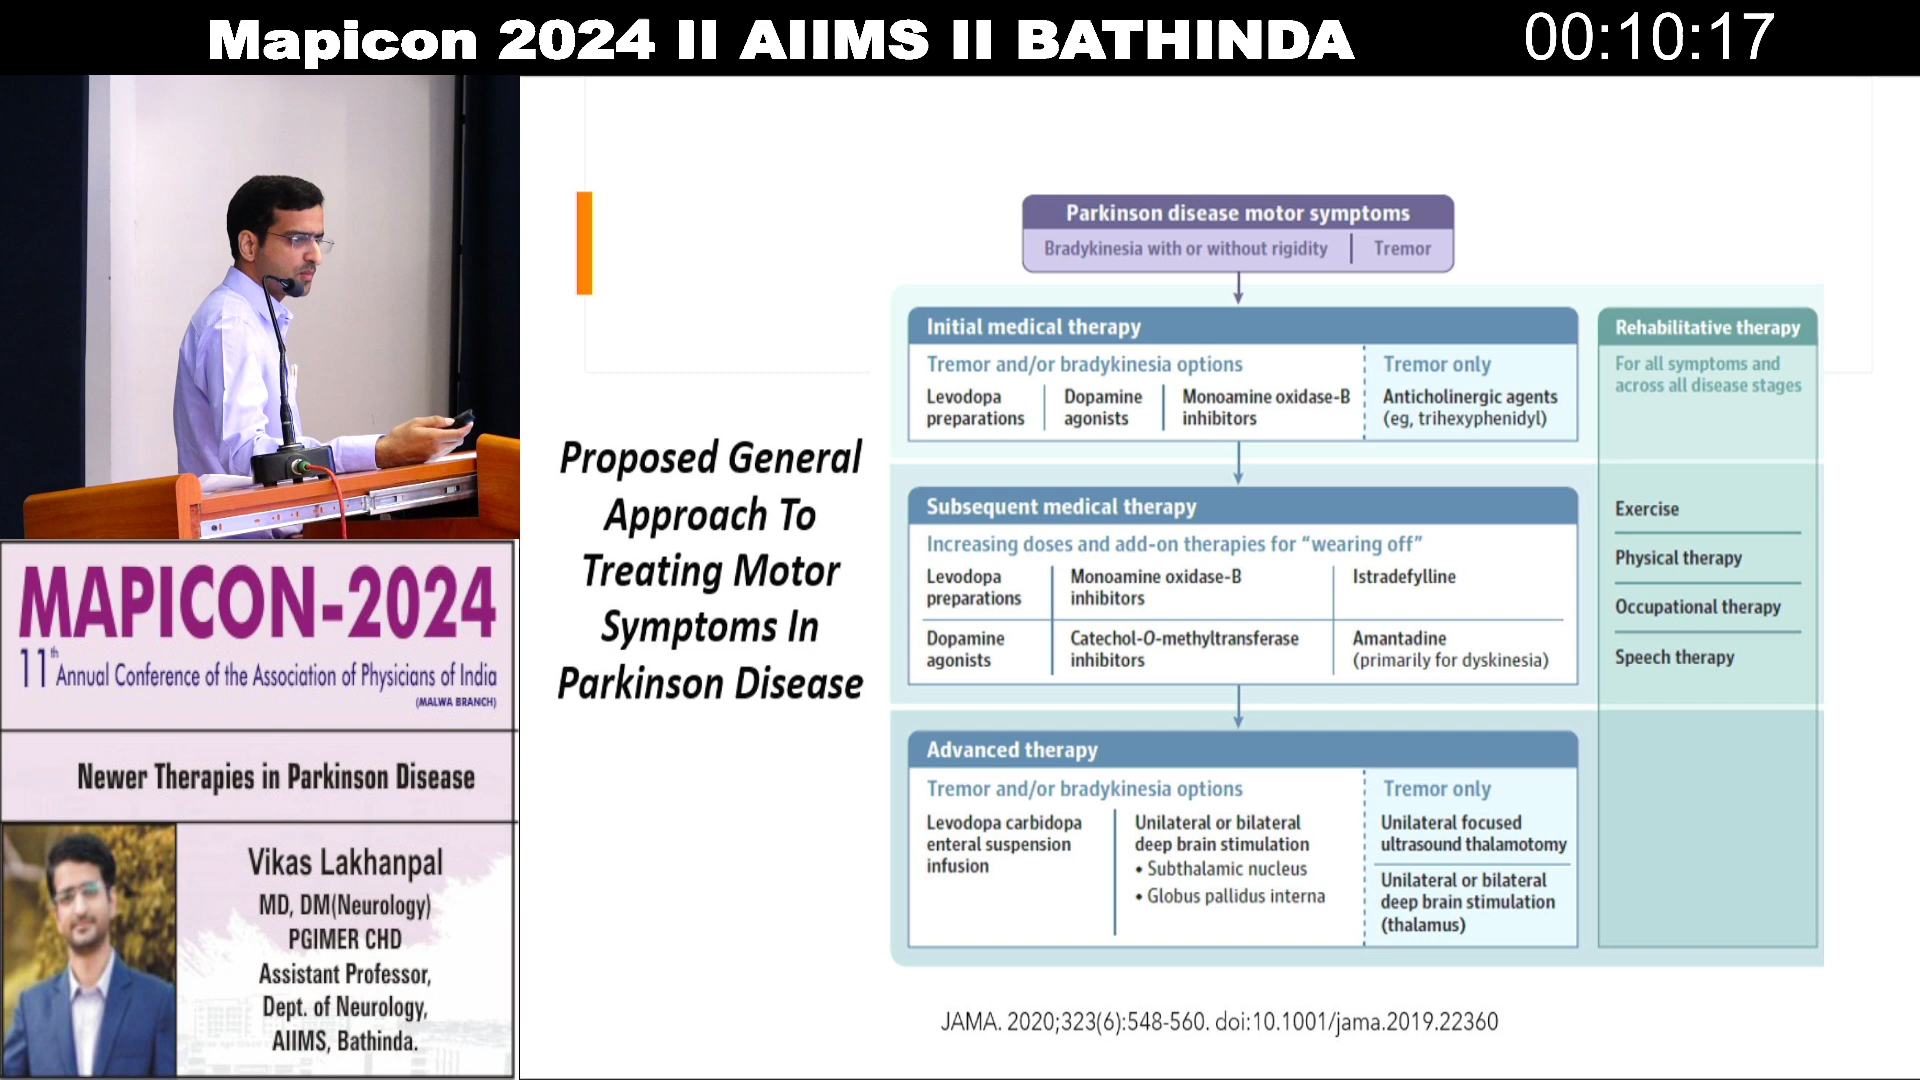 Mapicon 2024 II AIIMS II BATHINDA
00:10:17
MAPICON-2024
11th Annual Conference of the Association of Physicians of India
(MALWA BRANCH)
Newer Therapies in Parkinson Disease
Vikas Lakhanpal
MD, DM(Neurology)
PGIMER CHD
Assistant Professor,
Dept. of Neurology,
AIIMS, Bathinda.
Proposed General
Approach To
Treating Motor
Symptoms In
Parkinson Disease
Parkinson disease motor symptoms
Bradykinesia with or without rigidity
Tremor
Initial medical therapy
Tremor and/or bradykinesia options
Levodopa
preparations
Dopamine
agonists
Monoamine oxidase-B
inhibitors
Tremor only
Anticholinergic agents
(eg, trihexyphenidyl)
Subsequent medical therapy
Increasing doses and add-on therapies for “wearing off”
Levodopa
preparations
Monoamine oxidase-B
inhibitors
Istradefylline
Dopamine
agonists
Catechol-O-methyltransferase
inhibitors
Amantadine
(primarily for dyskinesia)
Advanced therapy
Tremor and/or bradykinesia options
Levodopa carbidopa
enteral suspension
infusion
Unilateral or bilateral
deep brain stimulation
• Subthalamic nucleus
• Globus pallidus interna
Tremor only
Unilateral focused
ultrasound thalamotomy
Unilateral or bilateral
deep brain stimulation
(thalamus)
Rehabilitative therapy
For all symptoms and
across all disease stages
Exercise
Physical therapy
Occupational therapy
Speech therapy
JAMA. 2020;323(6):548-560. doi:10.1001/jama.2019.22360